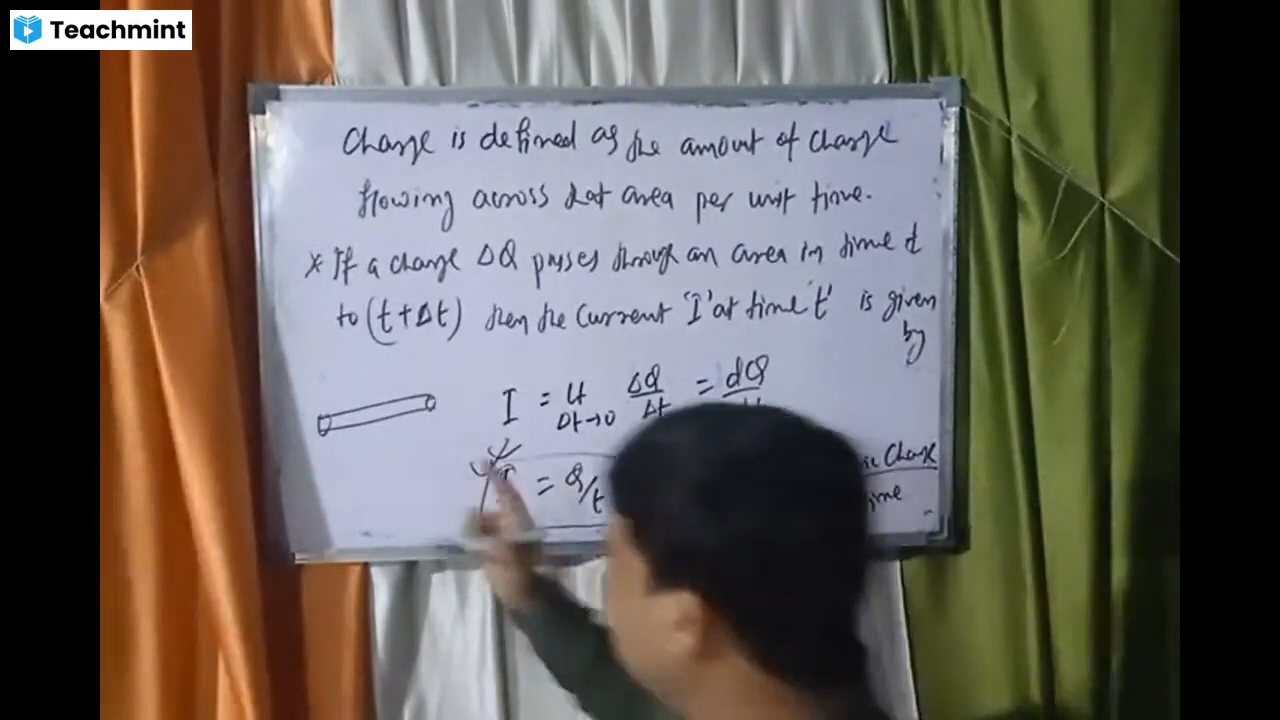 Teachmint
Charge is defined as the amount of charge
flowing across that area per unit time.
* If a charge ΔQ passes through an area in time t
to (t+Δt) then the current 'I' at time 't' is given
by
I = Lt ΔQ/Δt = dQ
Δt→0
I = Q/t
Charge